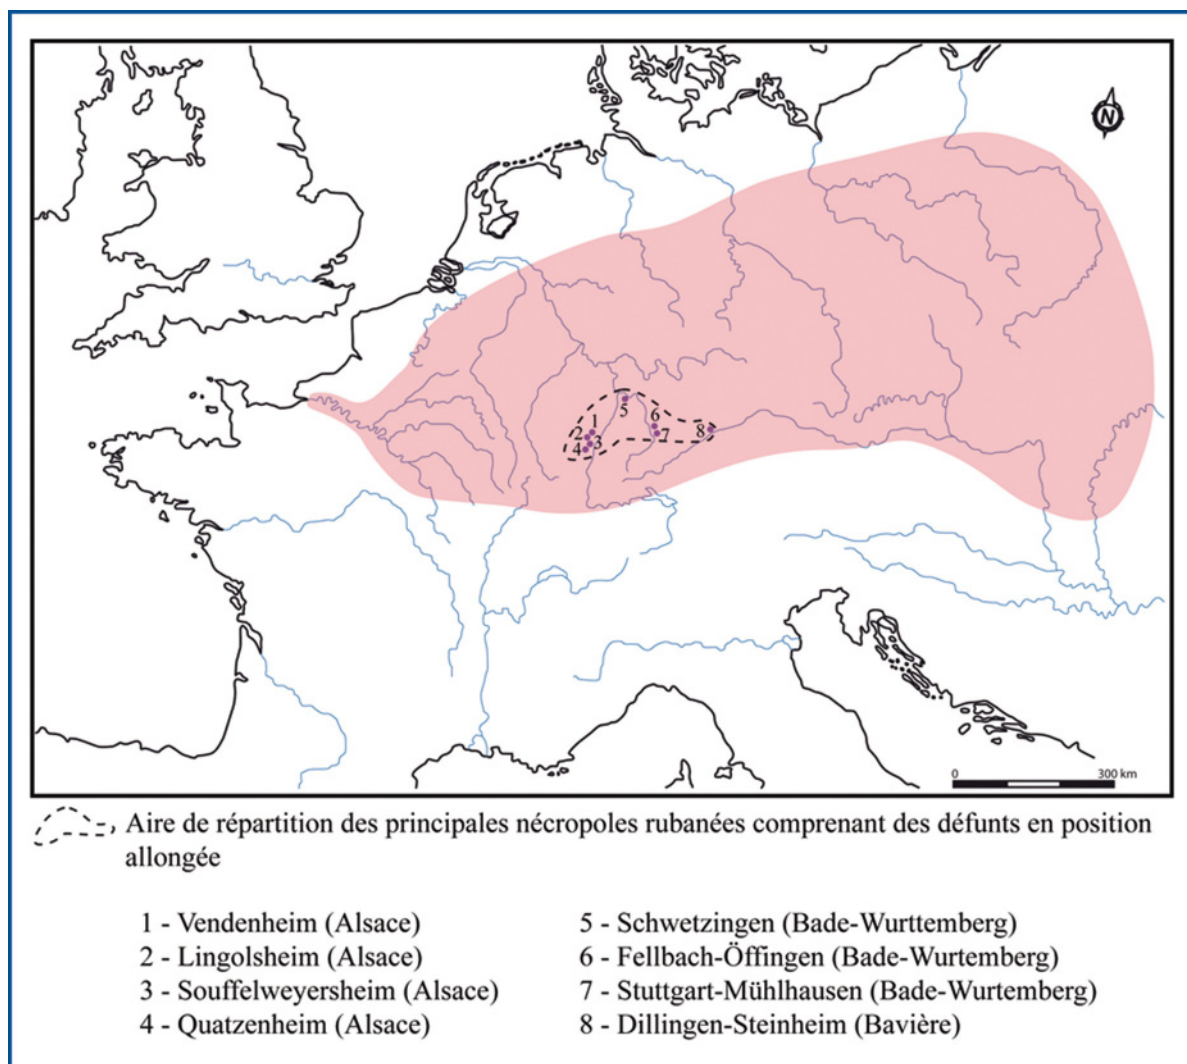 N
1
2
3
4
5
6
7
8
0 300 km
Aire de répartition des principales nécropoles rubanées comprenant des défunts en position
allongée
1 - Vendenheim (Alsace)
2 - Lingolsheim (Alsace)
3 - Souffelweyersheim (Alsace)
4 - Quatzenheim (Alsace)
5 - Schwetzingen (Bade-Wurttemberg)
6 - Fellbach-Öffingen (Bade-Wurtemberg)
7 - Stuttgart-Mühlhausen (Bade-Wurtemberg)
8 - Dillingen-Steinheim (Bavière)